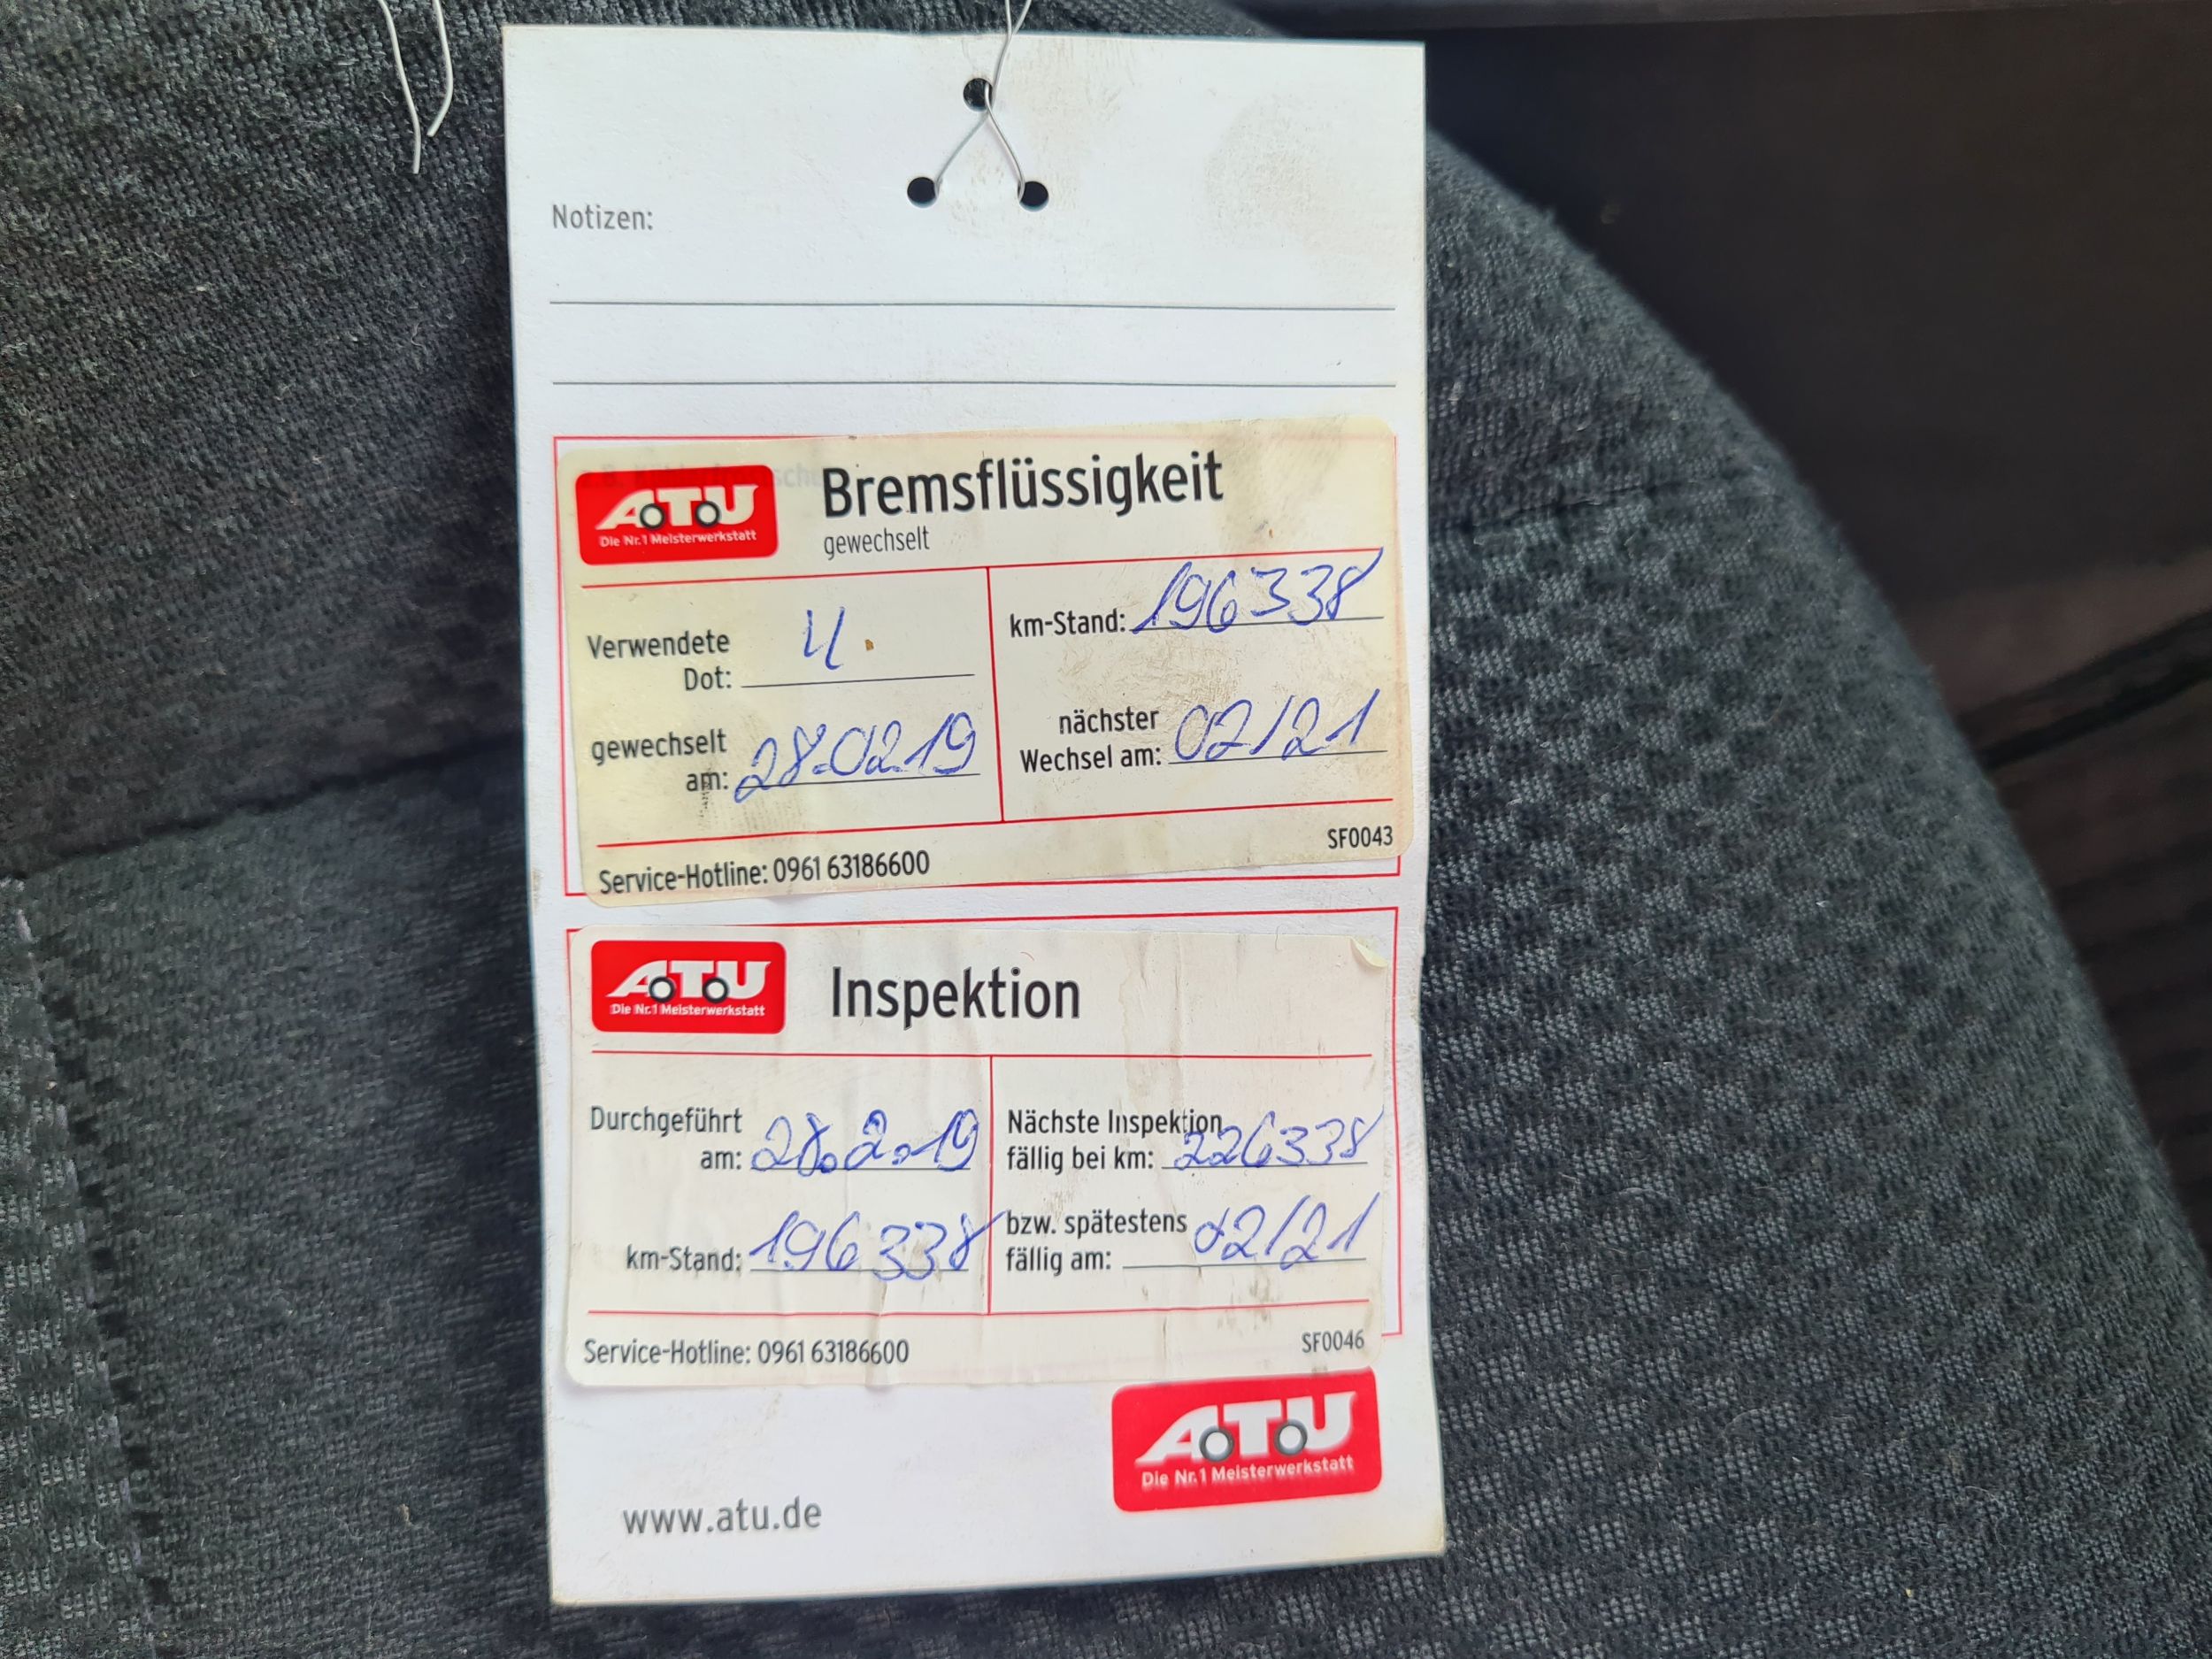 Notizen:
ATU
Die Nr.1 Meisterwerkstatt
Bremsflüssigkeit
gewechselt
Verwendete
Dot: 4
km-Stand: 196338
gewechselt
am: 28.02.19
nächster
Wechsel am: 02/21
SF0043
Service-Hotline: 0961 63186600
ATU
Die Nr.1 Meisterwerkstatt
Inspektion
Durchgeführt
am: 28.2.19
Nächste Inspektion
fällig bei km: 226338
km-Stand: 196338
bzw. spätestens
fällig am: 02/21
Service-Hotline: 0961 63186600
SF0046
ATU
Die Nr.1 Meisterwerkstatt
www.atu.de